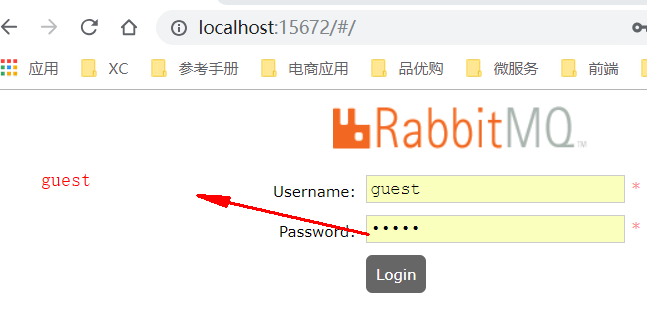 localhost:15672/#/
应用 XC 参考手册 电商应用 品优购 微服务 前端
RabbitMQ™
guest
Username: guest *
Password: ••••• *
Login